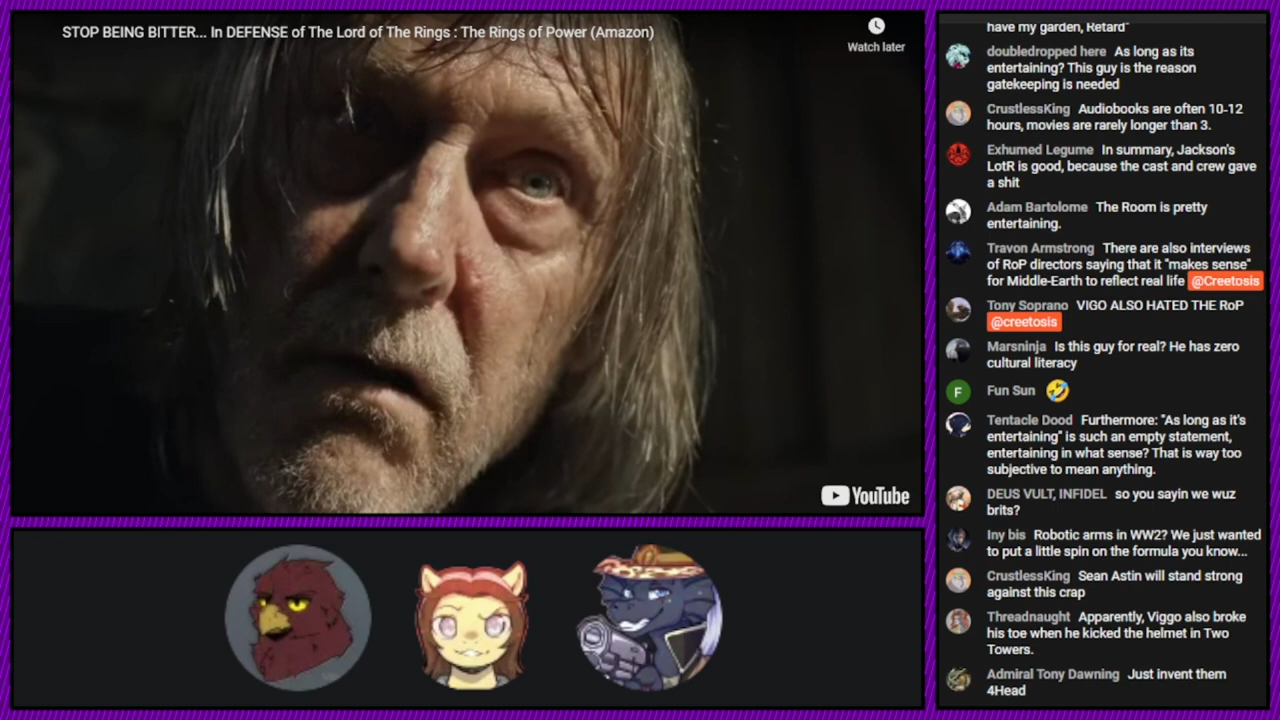 STOP BEING BITTER... In DEFENSE of The Lord of The Rings : The Rings of Power (Amazon)
Watch later
YouTube
have my garden, Retard"
doubledropped here As long as its
entertaining? This guy is the reason
gatekeeping is needed
CrustlessKing Audiobooks are often 10-12
hours, movies are rarely longer than 3.
Exhumed Legume In summary, Jackson's
LotR is good, because the cast and crew gave
a shit
Adam Bartolome The Room is pretty
entertaining.
Travon Armstrong There are also interviews
of RoP directors saying that it "makes sense"
for Middle-Earth to reflect real life @Creetosis
Tony Soprano VIGO ALSO HATED THE RoP
@creetosis
Marsninja Is this guy for real? He has zero
cultural literacy
F Fun Sun
Tentacle Dood Furthermore: "As long as it's
entertaining" is such an empty statement,
entertaining in what sense? That is way too
subjective to mean anything.
DEUS VULT, INFIDEL so you sayin we wuz
brits?
Iny bis Robotic arms in WW2? We just wanted
to put a little spin on the formula you know...
CrustlessKing Sean Astin will stand strong
against this crap
Threadnaught Apparently, Viggo also broke
his toe when he kicked the helmet in Two
Towers.
Admiral Tony Dawning Just invent them
4Head